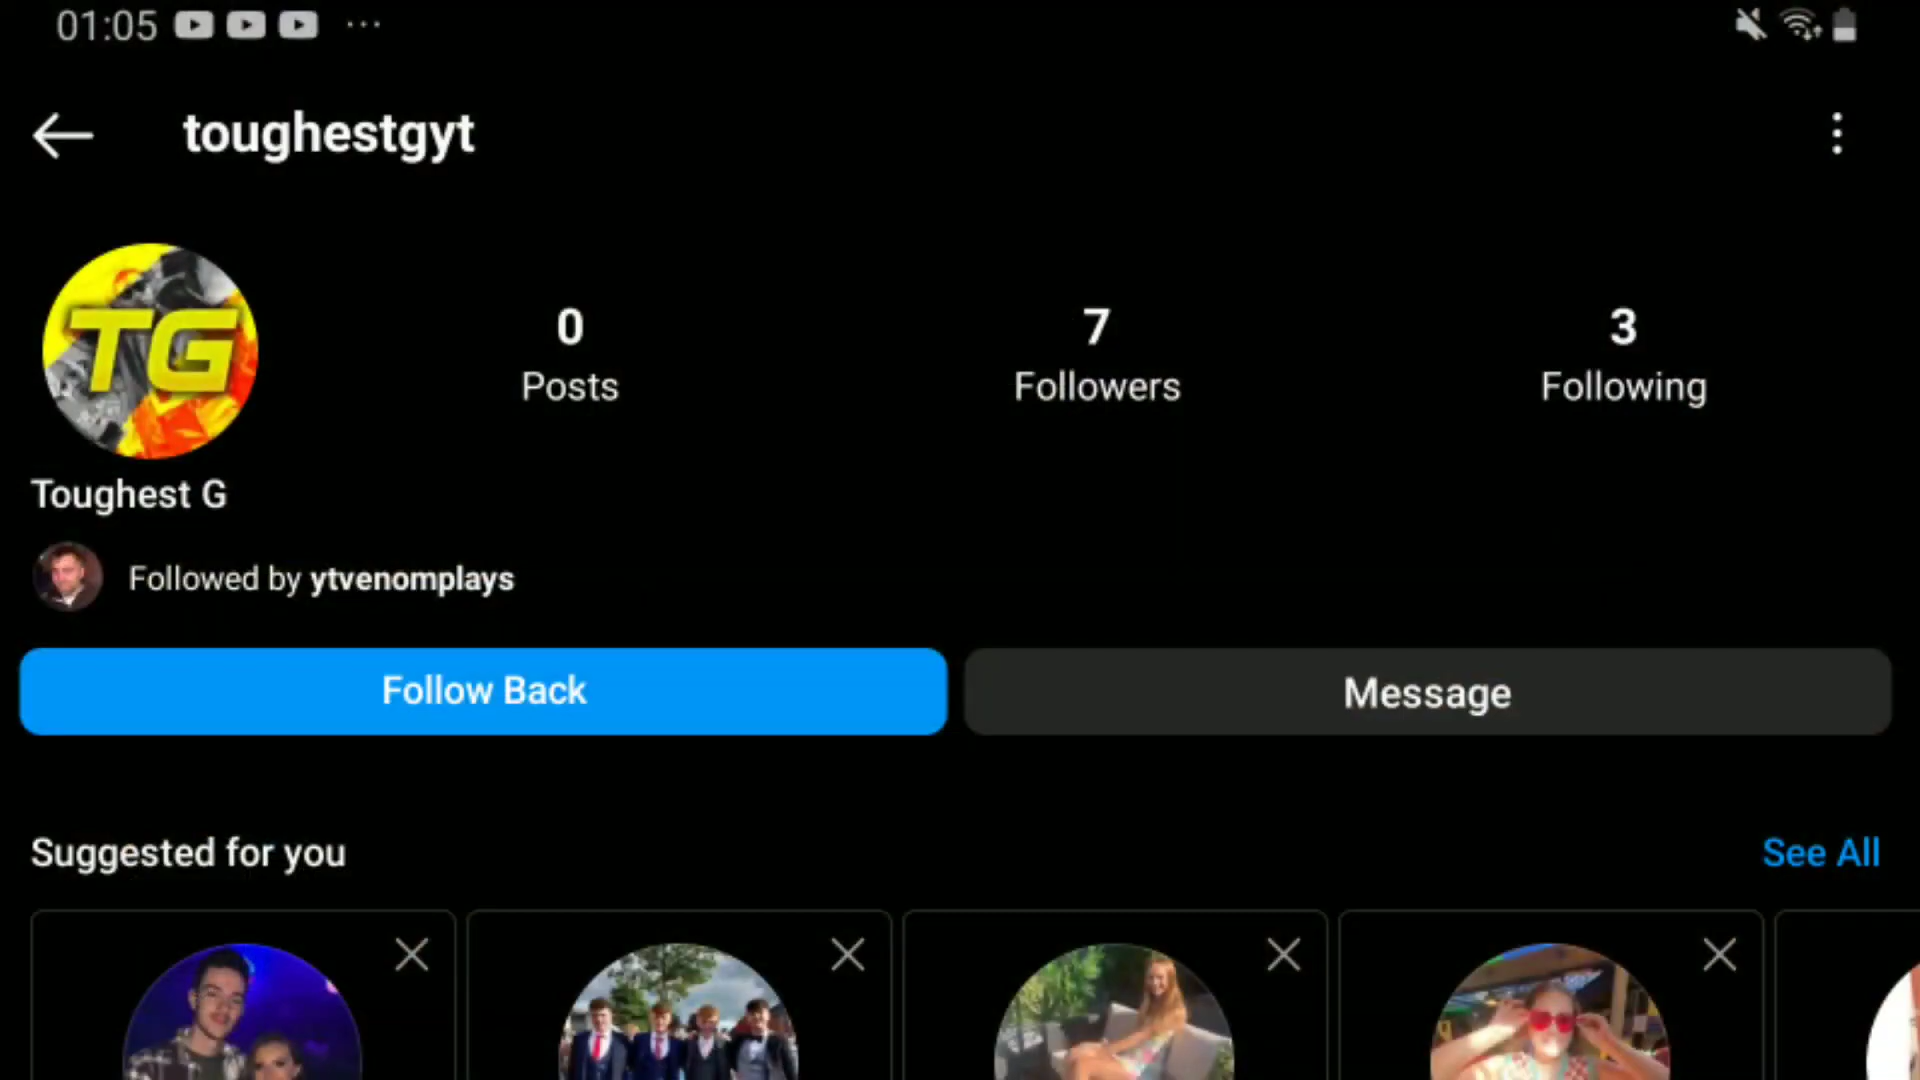 01:05
toughestgyt
TG
0
Posts
7
Followers
3
Following
Toughest G
Followed by ytvenomplays
Follow Back
Message
Suggested for you
See All